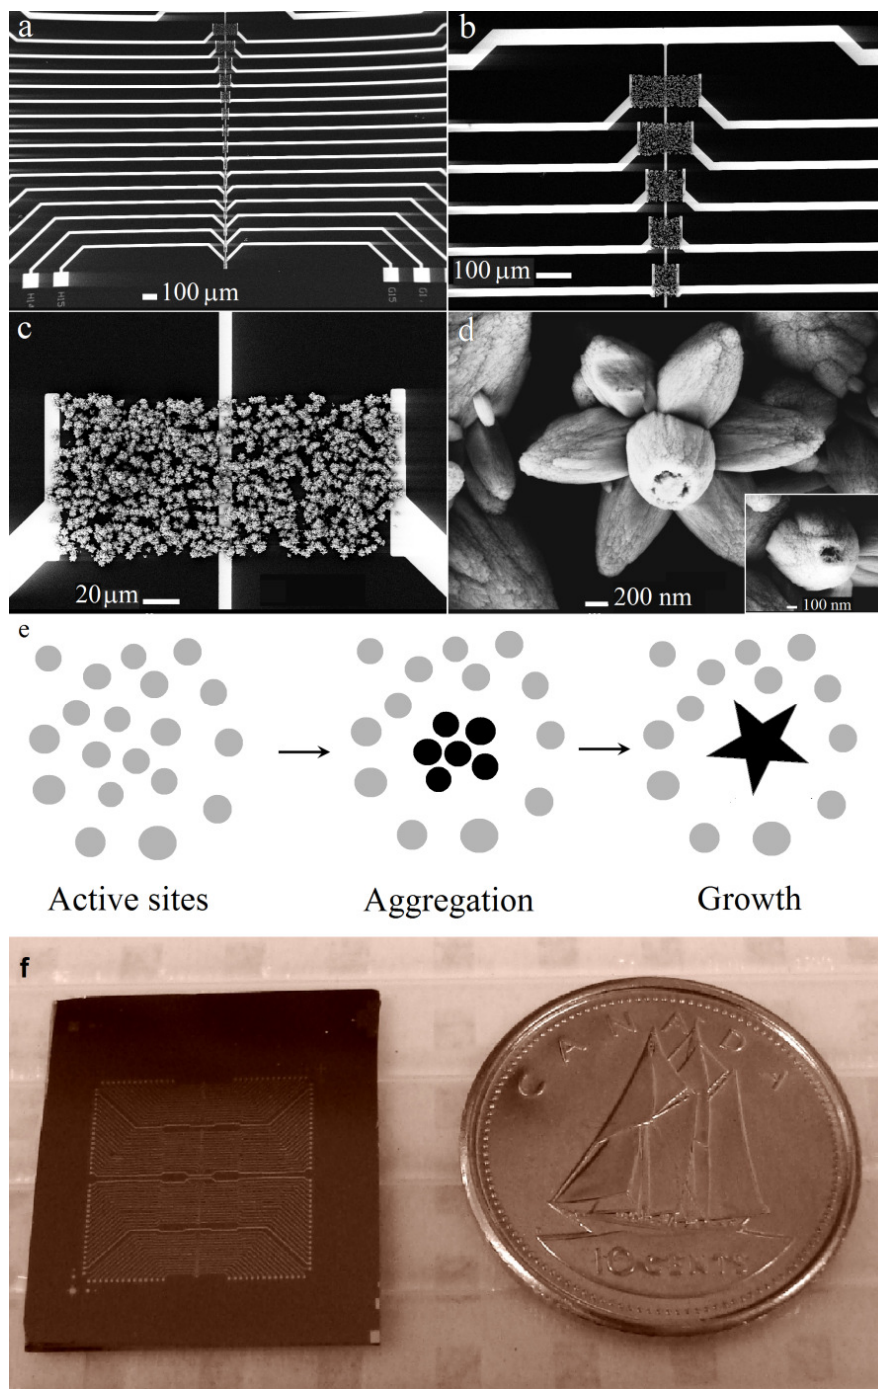 a
b
H14
H15
G15
G1
100 μm
100 μm
c
d
20μm
200 nm
100 nm
e
Active sites
Aggregation
Growth
f
CANADA
10 CENTS